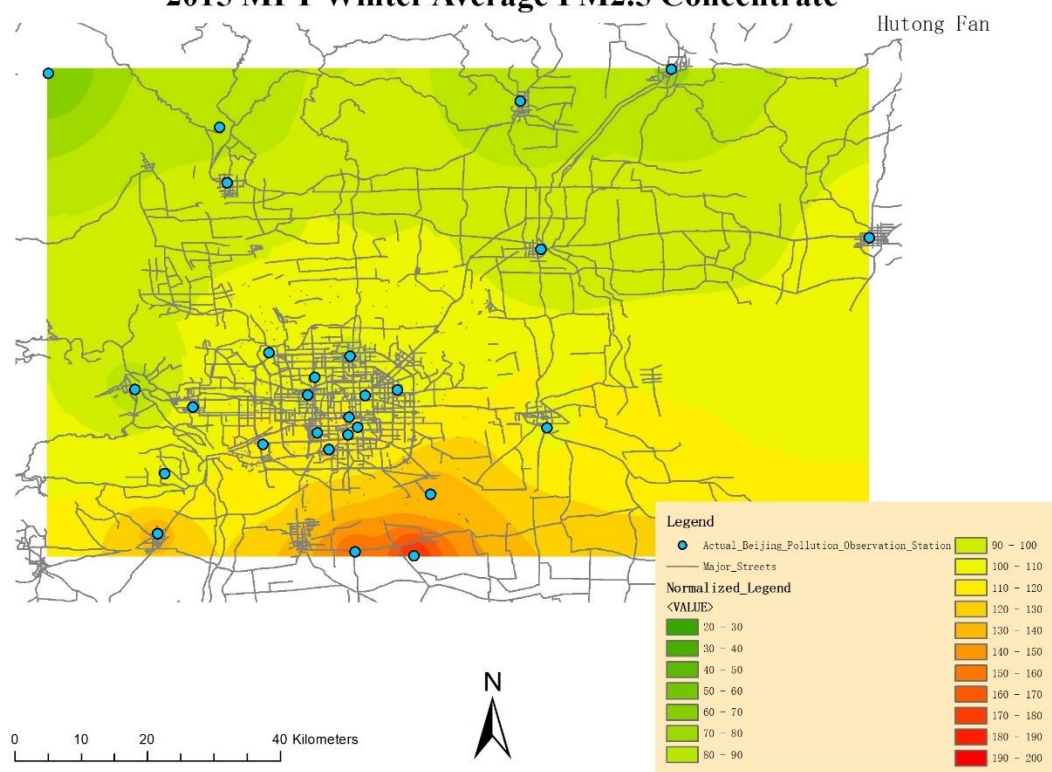 2015 MPI Winter Average PM2.5 Concentrate
Hutong Fan
N
0 10 20 40 Kilometers
Legend
Actual_Beijing_Pollution_Observation_Station
Major_Streets
Normalized_Legend
<VALUE>
20 - 30
30 - 40
40 - 50
50 - 60
60 - 70
70 - 80
80 - 90
90 - 100
100 - 110
110 - 120
120 - 130
130 - 140
140 - 150
150 - 160
160 - 170
170 - 180
180 - 190
190 - 200